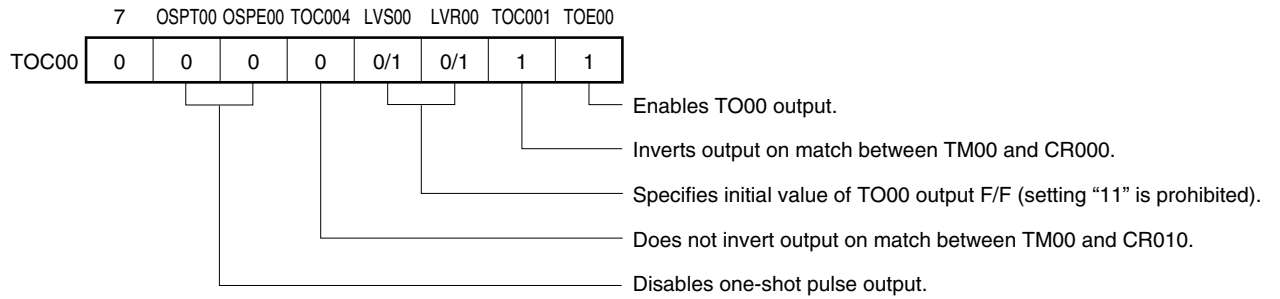 7 OSPT00 OSPE00 TOC004 LVS00 LVR00 TOC001 TOE00
TOC00 0 0 0 0 0/1 0/1 1 1
Enables TO00 output.
Inverts output on match between TM00 and CR000.
Specifies initial value of TO00 output F/F (setting “11” is prohibited).
Does not invert output on match between TM00 and CR010.
Disables one-shot pulse output.